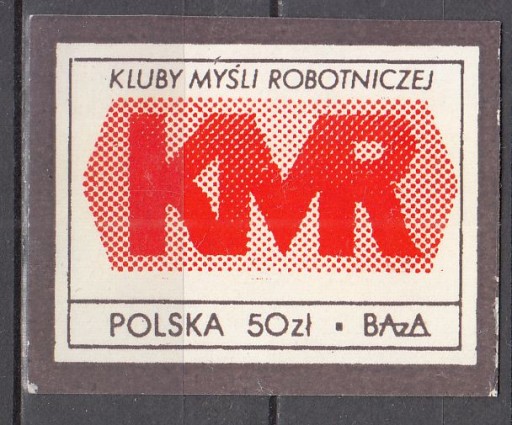 KLUBY MYŚLI ROBOTNICZEJ
KMR
POLSKA 50zł · BAzA